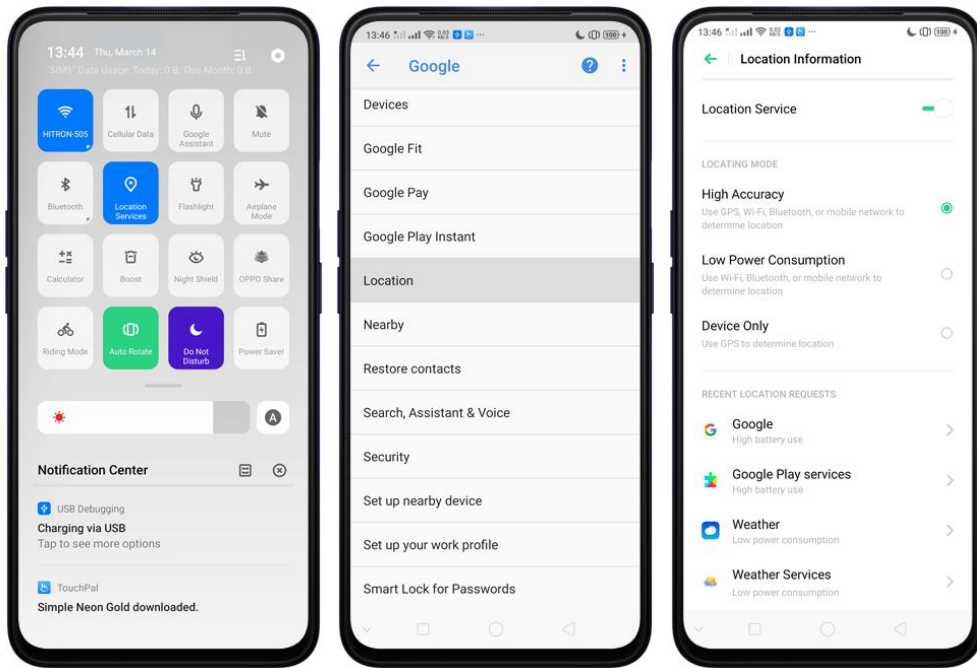 13:44 Thu, March 14
"SIM1" Data Usage: Today: 0 B, This Month: 0 B
HITRON-505
Cellular Data
Google
Assistant
Mute
Bluetooth
Location
Services
Flashlight
Airplane
Mode
Calculator
Boost
Night Shield
OPPO Share
Riding Mode
Auto Rotate
Do Not
Disturb
Power Saver
A
Notification Center
USB Debugging
Charging via USB
Tap to see more options
TouchPal
Simple Neon Gold downloaded.
13:46
100
Google
Devices
Google Fit
Google Pay
Google Play Instant
Location
Nearby
Restore contacts
Search, Assistant & Voice
Security
Set up nearby device
Set up your work profile
Smart Lock for Passwords
13:46
100
Location Information
Location Service
LOCATING MODE
High Accuracy
Use GPS, Wi-Fi, Bluetooth, or mobile network to
determine location
Low Power Consumption
Use Wi-Fi, Bluetooth, or mobile network to
determine location
Device Only
Use GPS to determine location
RECENT LOCATION REQUESTS
Google
High battery use
Google Play services
High battery use
Weather
Low power consumption
Weather Services
Low power consumption